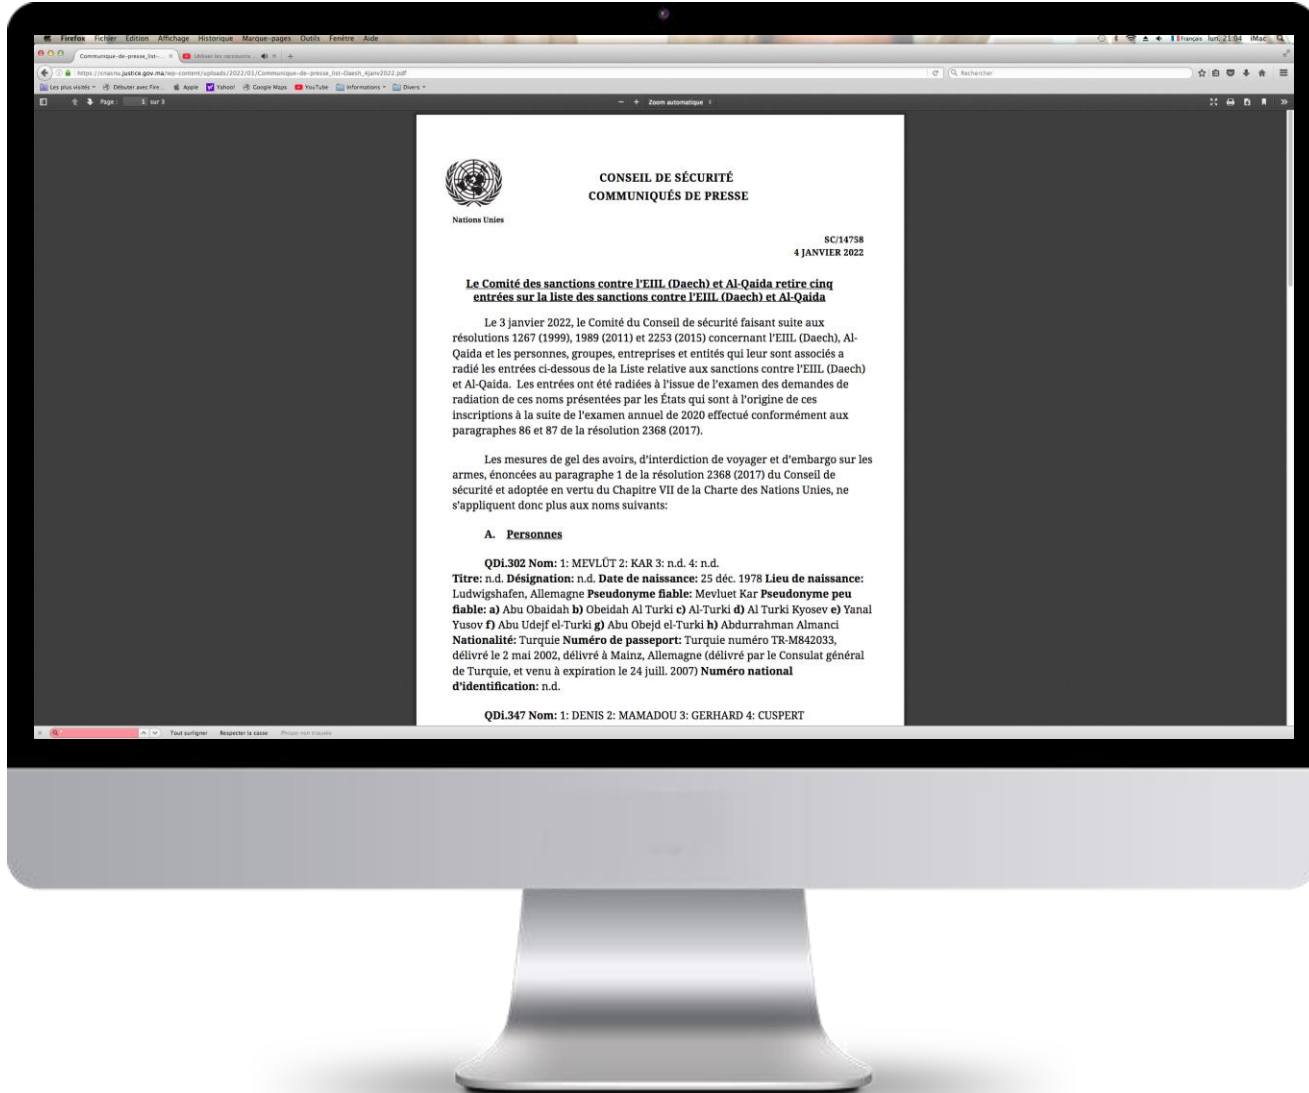 Firefox Fichier Édition Affichage Historique Marque-pages Outils Fenêtre Aide
Français lun. 21:04 iMac
Communique-de-presse_list-... Utiliser les raccourcis ...
https://cnasnu.justice.gov.ma/wp-content/uploads/2022/01/Communique-de-presse_list-Daesh_4janv2022.pdf
Rechercher
Les plus visités Débuter avec Fire... Apple Yahoo! Google Maps YouTube Informations Divers
Page : 1 sur 3
Zoom automatique
CONSEIL DE SÉCURITÉ
COMMUNIQUÉS DE PRESSE
Nations Unies
SC/14758
4 JANVIER 2022
Le Comité des sanctions contre l'EIIL (Daech) et Al-Qaida retire cinq
entrées sur la liste des sanctions contre l'EIIL (Daech) et Al-Qaida
Le 3 janvier 2022, le Comité du Conseil de sécurité faisant suite aux
résolutions 1267 (1999), 1989 (2011) et 2253 (2015) concernant l'EIIL (Daech), Al-
Qaida et les personnes, groupes, entreprises et entités qui leur sont associés a
radié les entrées ci-dessous de la Liste relative aux sanctions contre l'EIIL (Daech)
et Al-Qaida. Les entrées ont été radiées à l'issue de l'examen des demandes de
radiation de ces noms présentées par les États qui sont à l'origine de ces
inscriptions à la suite de l'examen annuel de 2020 effectué conformément aux
paragraphes 86 et 87 de la résolution 2368 (2017).
Les mesures de gel des avoirs, d'interdiction de voyager et d'embargo sur les
armes, énoncées au paragraphe 1 de la résolution 2368 (2017) du Conseil de
sécurité et adoptée en vertu du Chapitre VII de la Charte des Nations Unies, ne
s'appliquent donc plus aux noms suivants:
A. Personnes
QDi.302 Nom: 1: MEVLÜT 2: KAR 3: n.d. 4: n.d.
Titre: n.d. Désignation: n.d. Date de naissance: 25 déc. 1978 Lieu de naissance:
Ludwigshafen, Allemagne Pseudonyme fiable: Mevluet Kar Pseudonyme peu
fiable: a) Abu Obaidah b) Obeidah Al Turki c) Al-Turki d) Al Turki Kyosev e) Yanal
Yusov f) Abu Udejf el-Turki g) Abu Obejd el-Turki h) Abdurrahman Almanci
Nationalité: Turquie Numéro de passeport: Turquie numéro TR-M842033,
délivré le 2 mai 2002, délivré à Mainz, Allemagne (délivré par le Consulat général
de Turquie, et venu à expiration le 24 juill. 2007) Numéro national
d'identification: n.d.
QDi.347 Nom: 1: DENIS 2: MAMADOU 3: GERHARD 4: CUSPERT
Tout surligner Respecter la casse Phrase non trouvée